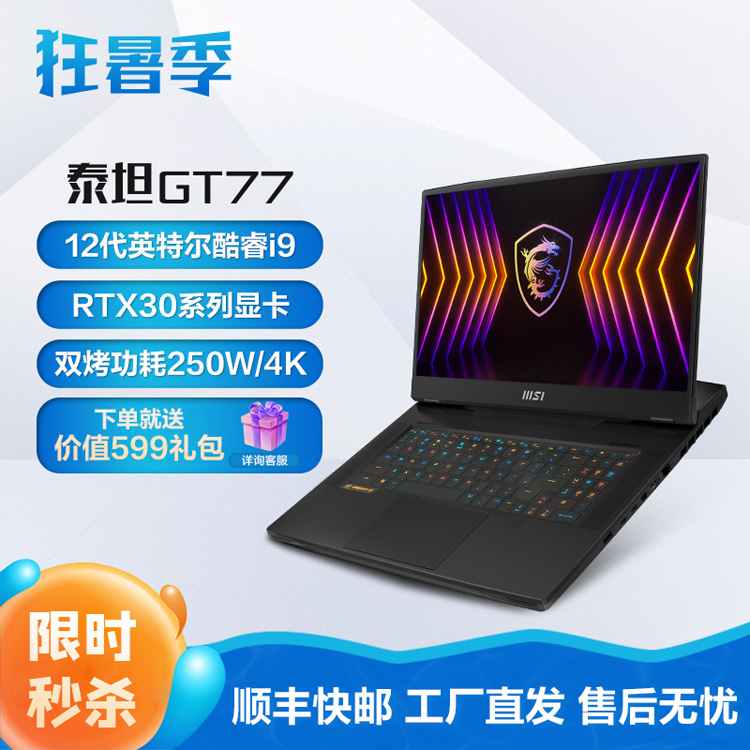 狂暑季
泰坦GT77
12代英特尔酷睿i9
RTX30系列显卡
双烤功耗250W/4K
下单就送
价值599礼包
详询客服
msi
限时
秒杀
顺丰快邮 工厂直发 售后无忧